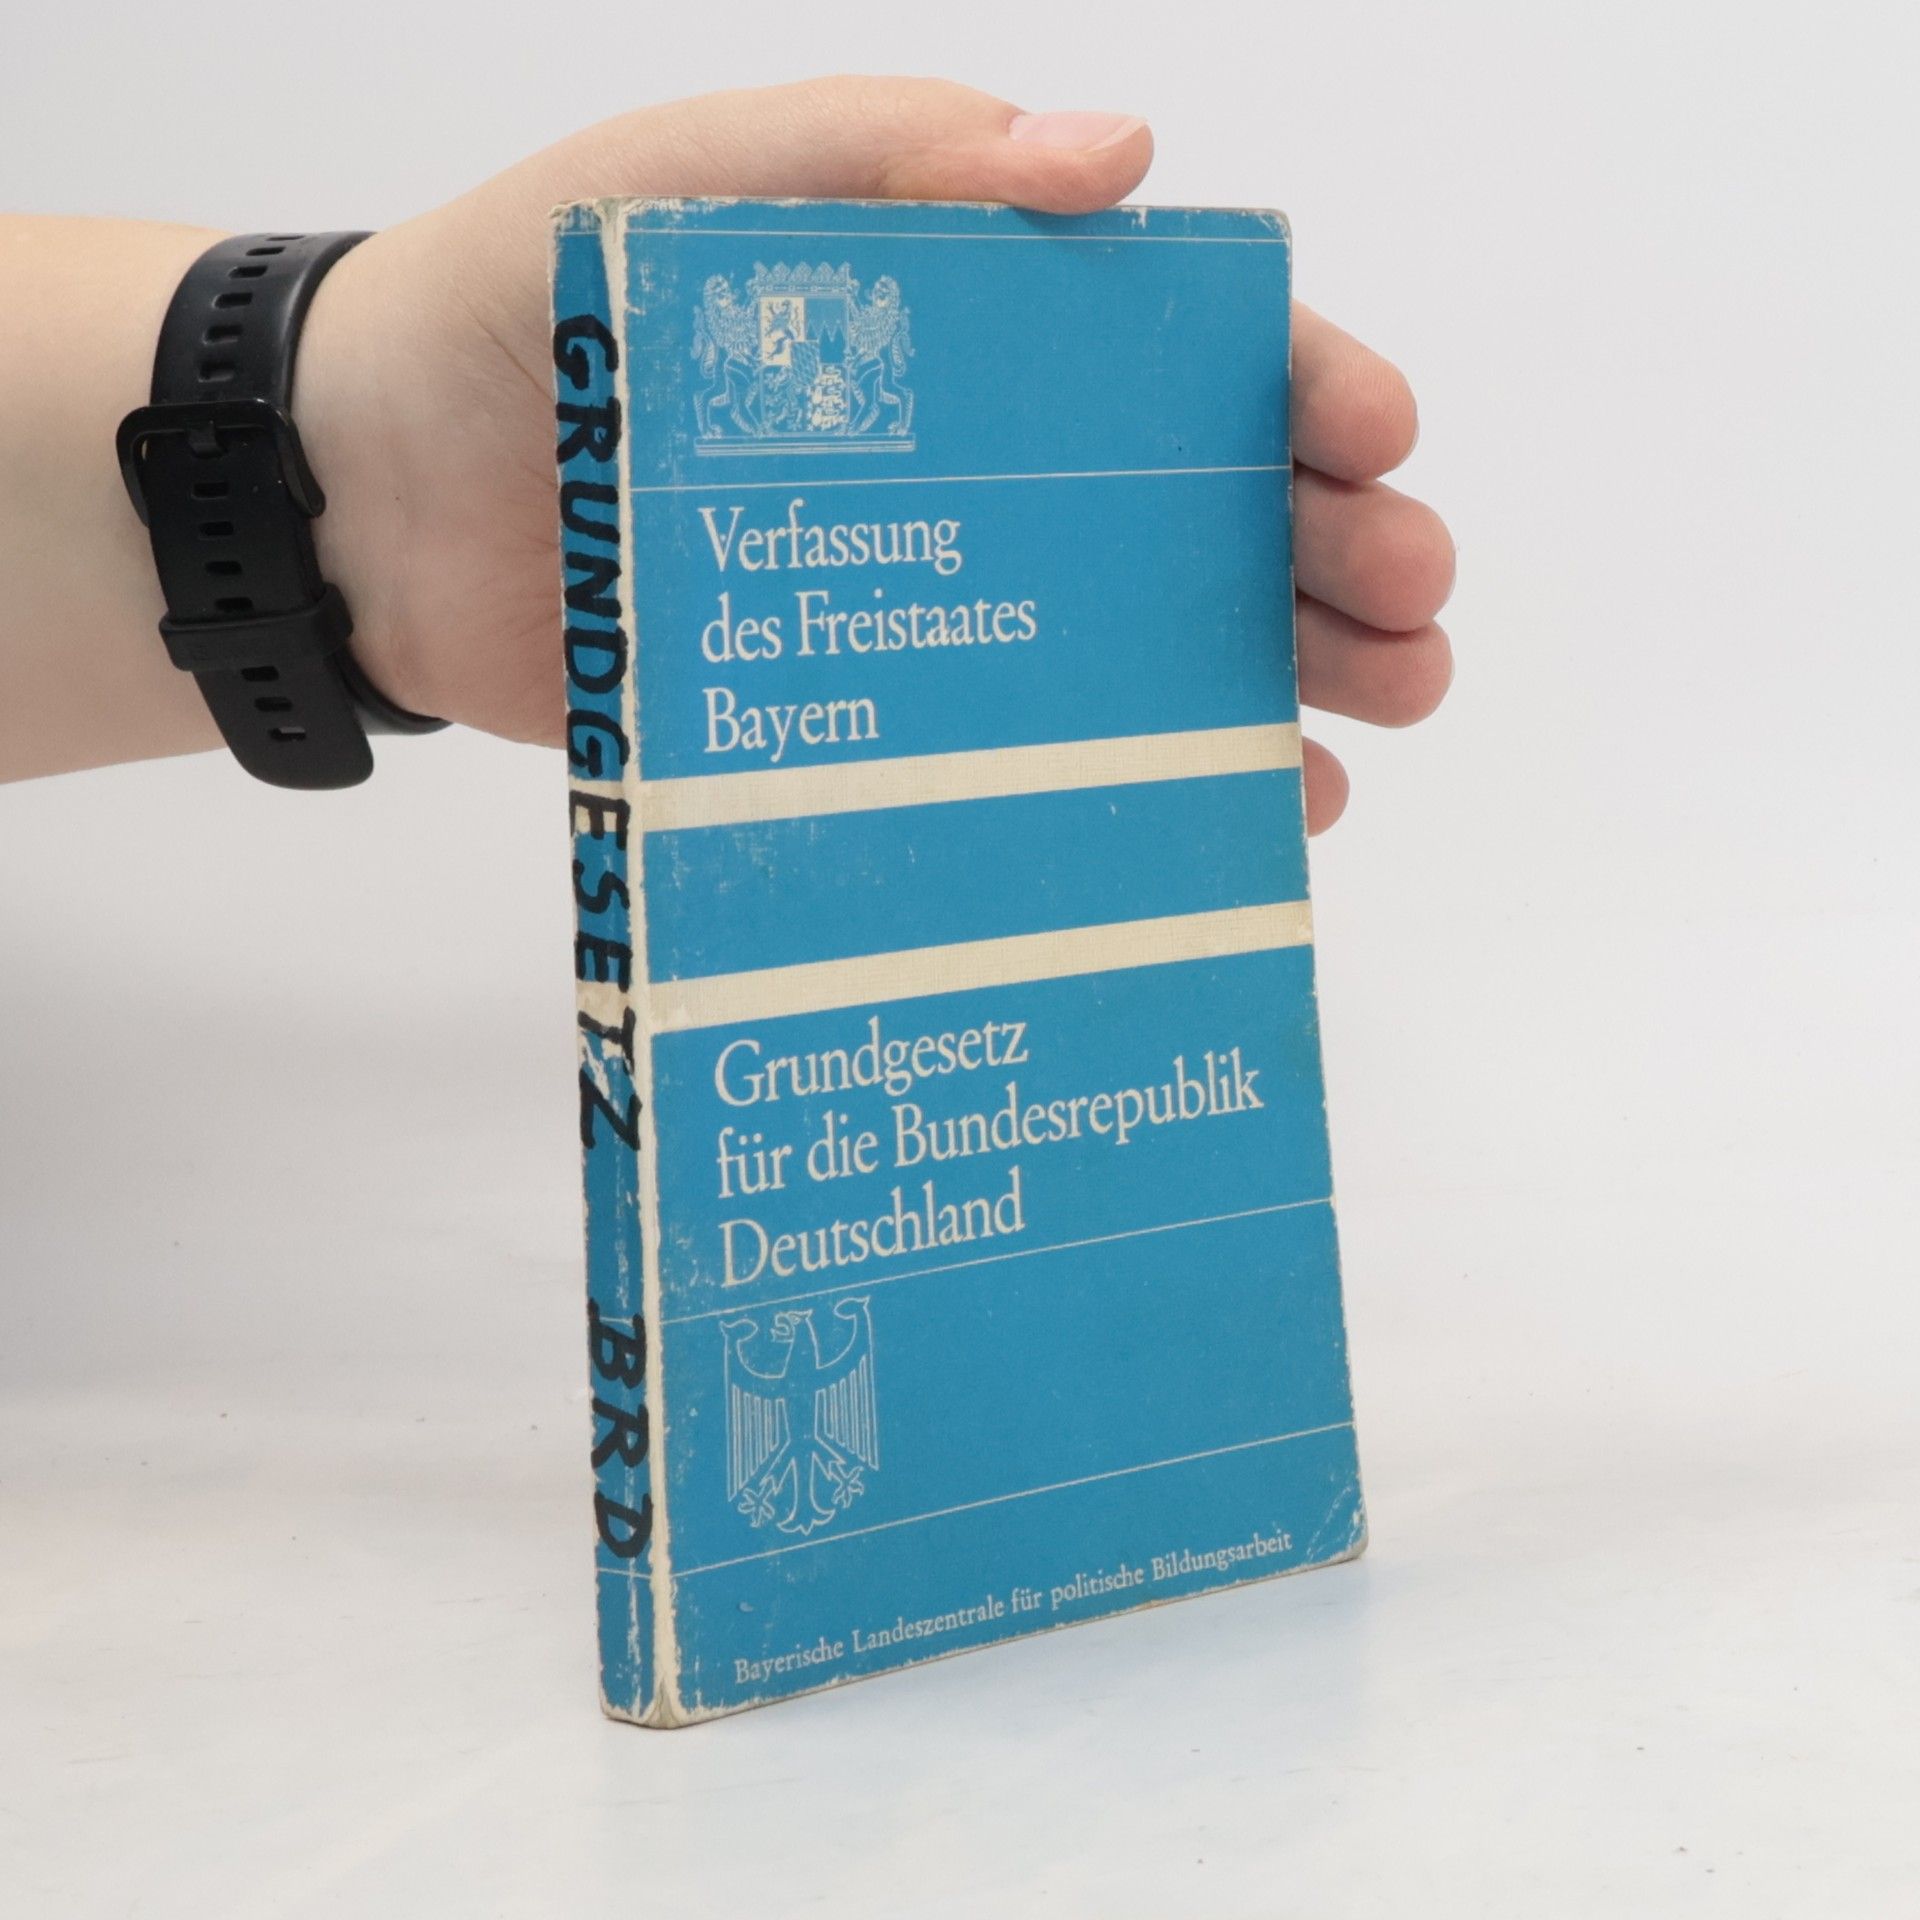 GRUNDGESETZ BRD
Verfassung
des Freistaates
Bayern
Grundgesetz
für die Bundesrepublik
Deutschland
Bayerische Landeszentrale für politische Bildungsarbeit